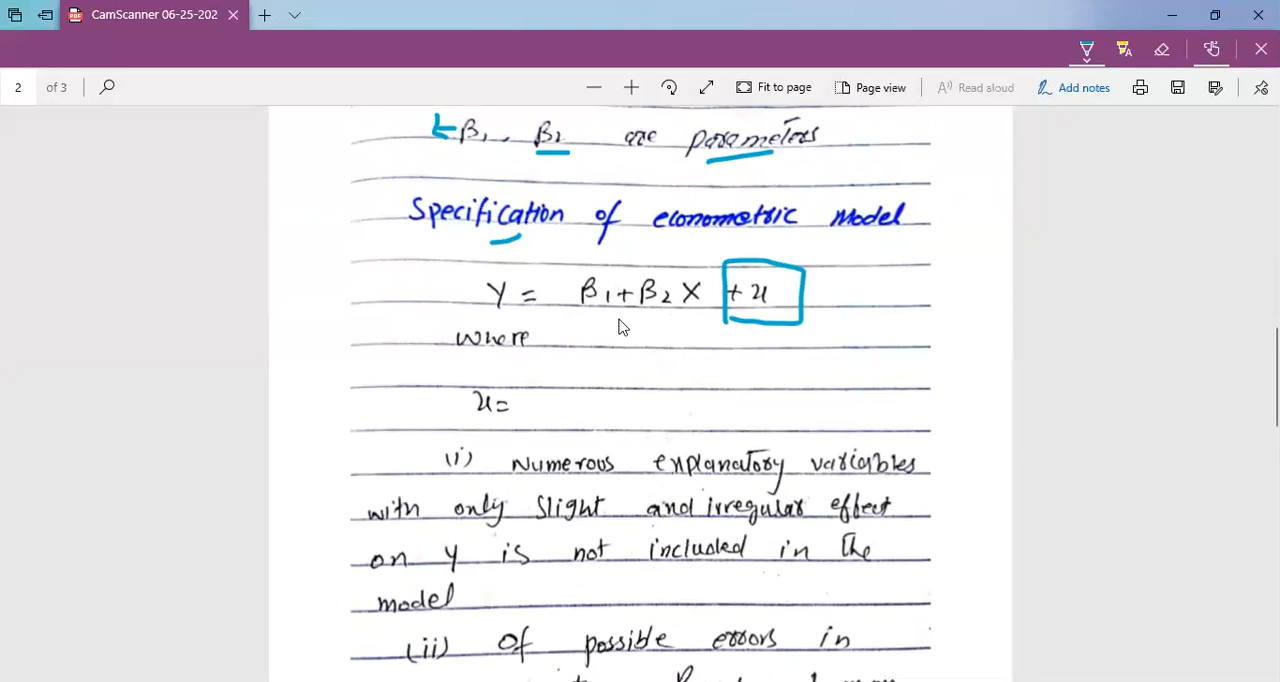 CamScanner 06-25-202
2 of 3
Fit to page
Page view
Read aloud
Add notes
β1, β2 are parameters
Specification of econometric Model
Y = β1 + β2 X + u
where
u =
(i) Numerous explanatory variables
with only slight and irregular effect
on Y is not included in the
model
(ii) Of possible errors in